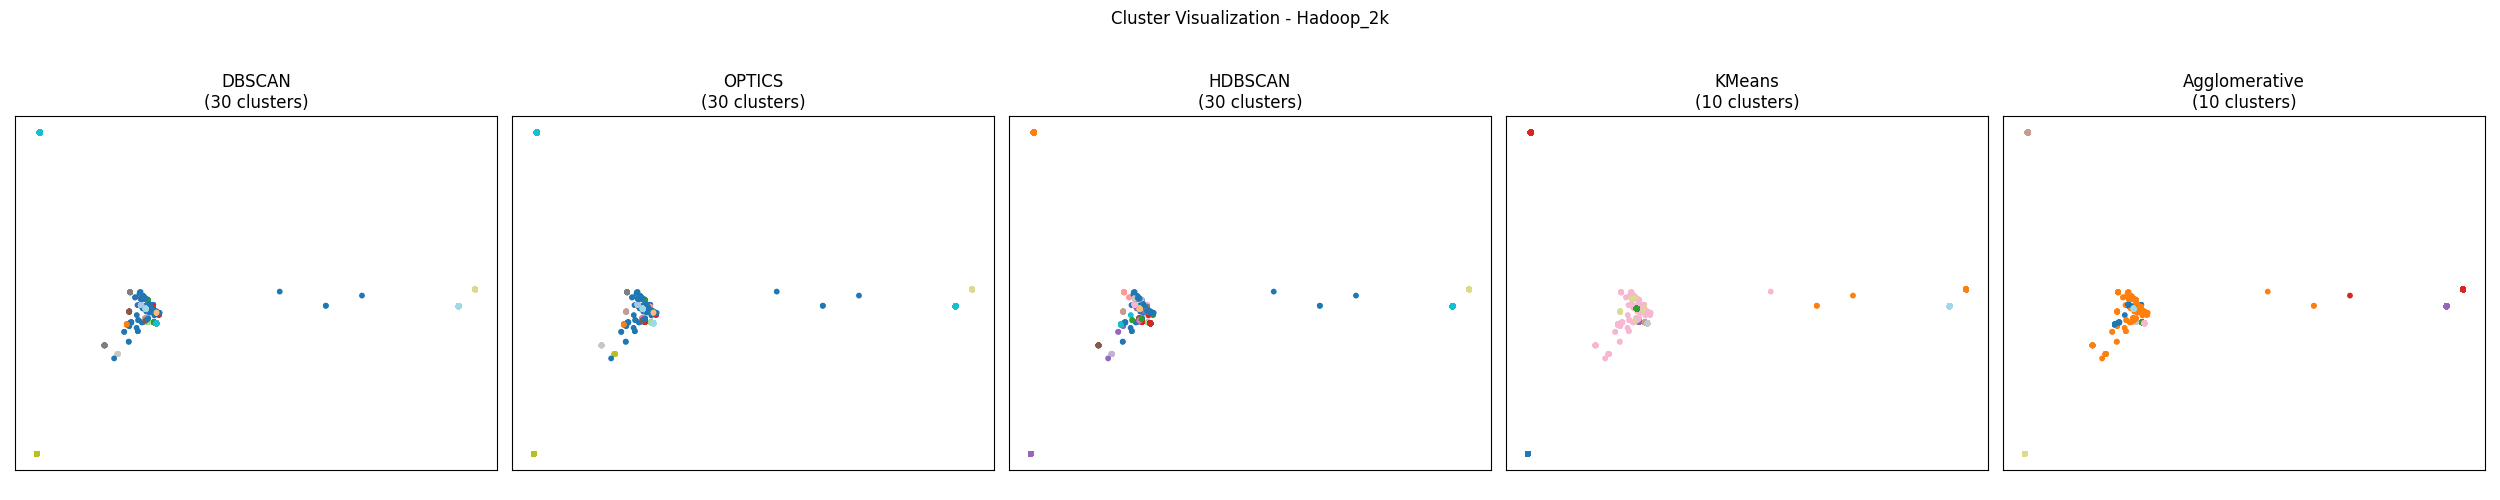 Cluster Visualization - Hadoop_2k
DBSCAN
(30 clusters)
OPTICS
(30 clusters)
HDBSCAN
(30 clusters)
KMeans
(10 clusters)
Agglomerative
(10 clusters)